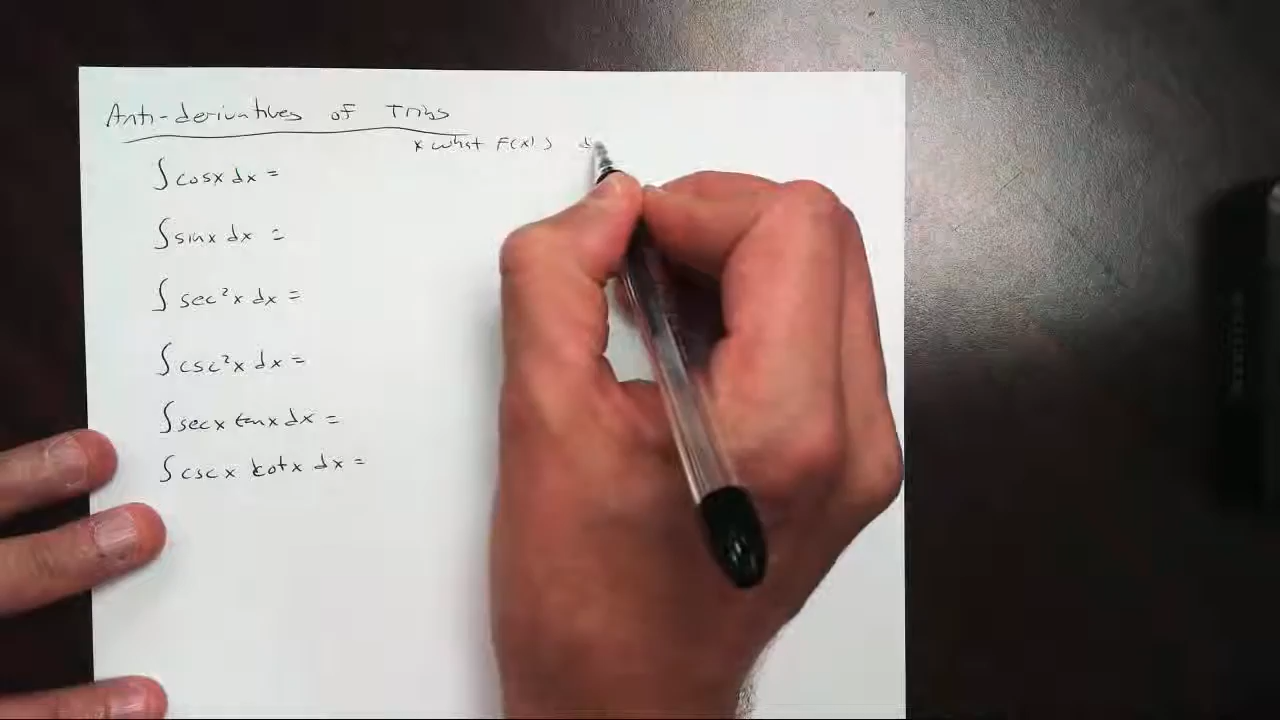 Anti-derivatives of Trigs
* what F(x)'s
∫ cosx dx =
∫ sinx dx =
∫ sec²x dx =
∫ csc²x dx =
∫ secx tanx dx =
∫ cscx cotx dx =